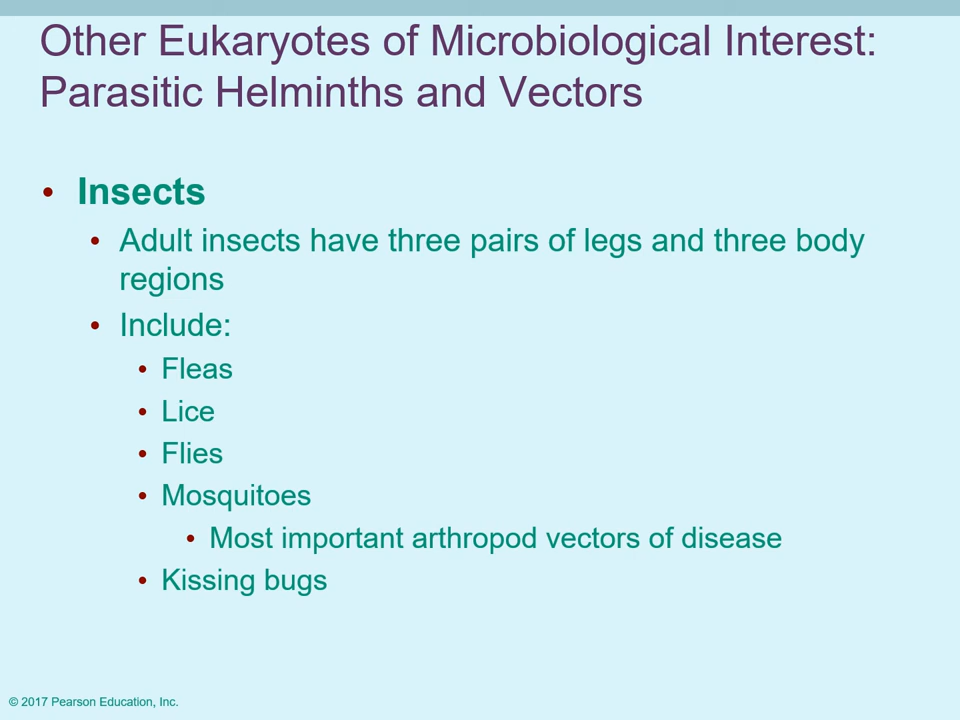 Other Eukaryotes of Microbiological Interest:
Parasitic Helminths and Vectors
• Insects
• Adult insects have three pairs of legs and three body
regions
• Include:
• Fleas
• Lice
• Flies
• Mosquitoes
• Most important arthropod vectors of disease
• Kissing bugs
© 2017 Pearson Education, Inc.